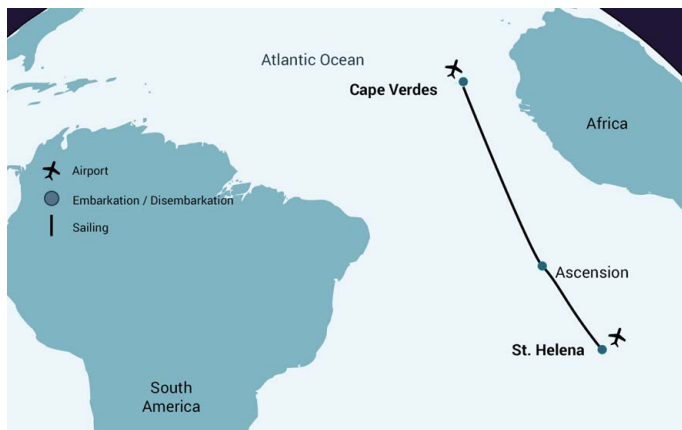 Atlantic Ocean
Cape Verdes
Africa
Airport
Embarkation / Disembarkation
Sailing
Ascension
St. Helena
South
America